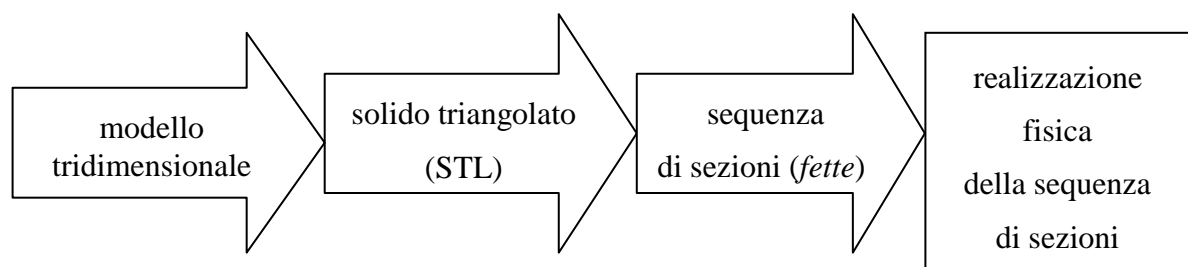 modello
tridimensionale
solido triangolato
(STL)
sequenza
di sezioni (fette)
realizzazione
fisica
della sequenza
di sezioni